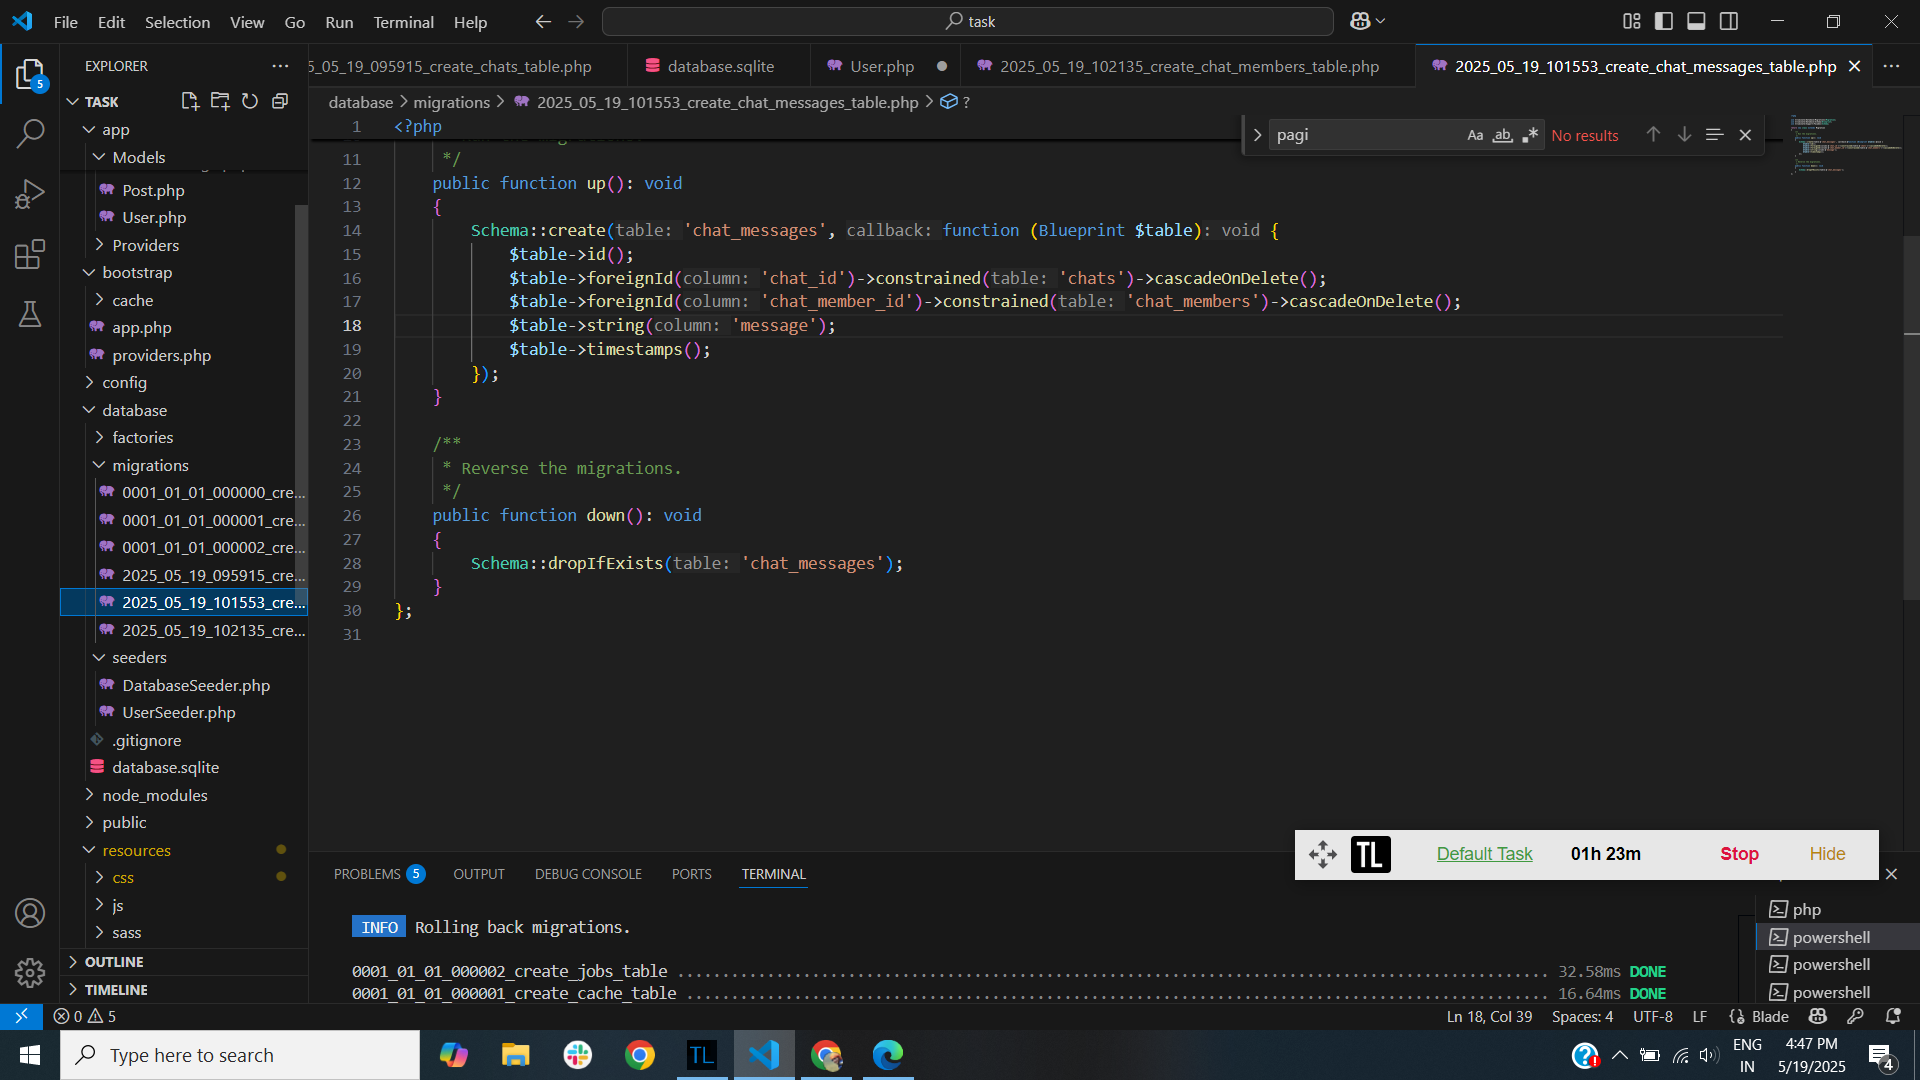 File Edit Selection View Go Run Terminal Help
task
EXPLORER
5_05_19_095915_create_chats_table.php
database.sqlite
User.php
2025_05_19_102135_create_chat_members_table.php
2025_05_19_101553_create_chat_messages_table.php
TASK
database > migrations > 2025_05_19_101553_create_chat_messages_table.php > ?
pagi
Aa ab No results
app
Models
Post.php
User.php
Providers
bootstrap
cache
app.php
providers.php
config
database
factories
migrations
0001_01_01_000000_cre...
0001_01_01_000001_cre...
0001_01_01_000002_cre...
2025_05_19_095915_cre...
2025_05_19_101553_cre...
2025_05_19_102135_cre...
seeders
DatabaseSeeder.php
UserSeeder.php
.gitignore
database.sqlite
node_modules
public
resources
css
js
sass
OUTLINE
TIMELINE
1 <?php
11 */
12 public function up(): void
13 {
14 Schema::create(table: 'chat_messages', callback: function (Blueprint $table): void {
15 $table->id();
16 $table->foreignId(column: 'chat_id')->constrained(table: 'chats')->cascadeOnDelete();
17 $table->foreignId(column: 'chat_member_id')->constrained(table: 'chat_members')->cascadeOnDelete();
18 $table->string(column: 'message');
19 $table->timestamps();
20 });
21 }
22
23 /**
24 * Reverse the migrations.
25 */
26 public function down(): void
27 {
28 Schema::dropIfExists(table: 'chat_messages');
29 }
30 };
31
TL Default Task 01h 23m Stop Hide
PROBLEMS 5 OUTPUT DEBUG CONSOLE PORTS TERMINAL
INFO Rolling back migrations.
0001_01_01_000002_create_jobs_table ........ 32.58ms DONE
0001_01_01_000001_create_cache_table ........ 16.64ms DONE
php
powershell
powershell
powershell
0 5
Ln 18, Col 39 Spaces: 4 UTF-8 LF Blade
5
Type here to search
TL
ENG
IN
4:47 PM
5/19/2025
4